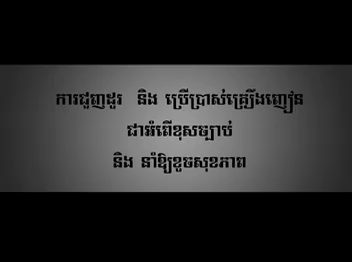 ការជួញដូរ និង ប្រើប្រាស់គ្រឿងញៀន
ជាអំពើខុសច្បាប់
និង នាំឱ្យខូចសុខភាព